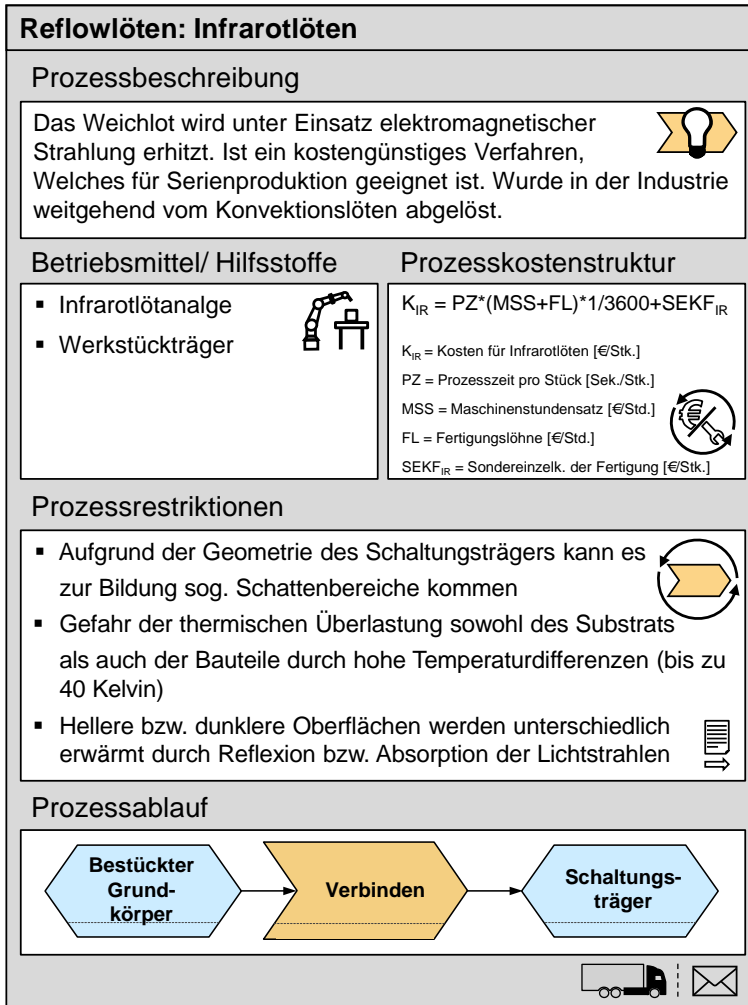 Reflowlöten: Infrarotlöten
Prozessbeschreibung
Das Weichlot wird unter Einsatz elektromagnetischer
Strahlung erhitzt. Ist ein kostengünstiges Verfahren,
Welches für Serienproduktion geeignet ist. Wurde in der Industrie
weitgehend vom Konvektionslöten abgelöst.
Betriebsmittel/ Hilfsstoffe
▪ Infrarotlötanalge
▪ Werkstückträger
Prozesskostenstruktur
K_IR = PZ*(MSS+FL)*1/3600+SEKF_IR
K_IR = Kosten für Infrarotlöten [€/Stk.]
PZ = Prozesszeit pro Stück [Sek./Stk.]
MSS = Maschinenstundensatz [€/Std.]
FL = Fertigungslöhne [€/Std.]
SEKF_IR = Sondereinzelk. der Fertigung [€/Stk.]
Prozessrestriktionen
▪ Aufgrund der Geometrie des Schaltungsträgers kann es
zur Bildung sog. Schattenbereiche kommen
▪ Gefahr der thermischen Überlastung sowohl des Substrats
als auch der Bauteile durch hohe Temperaturdifferenzen (bis zu
40 Kelvin)
▪ Hellere bzw. dunklere Oberflächen werden unterschiedlich
erwärmt durch Reflexion bzw. Absorption der Lichtstrahlen
Prozessablauf
Bestückter
Grund-
körper
Verbinden
Schaltungs-
träger